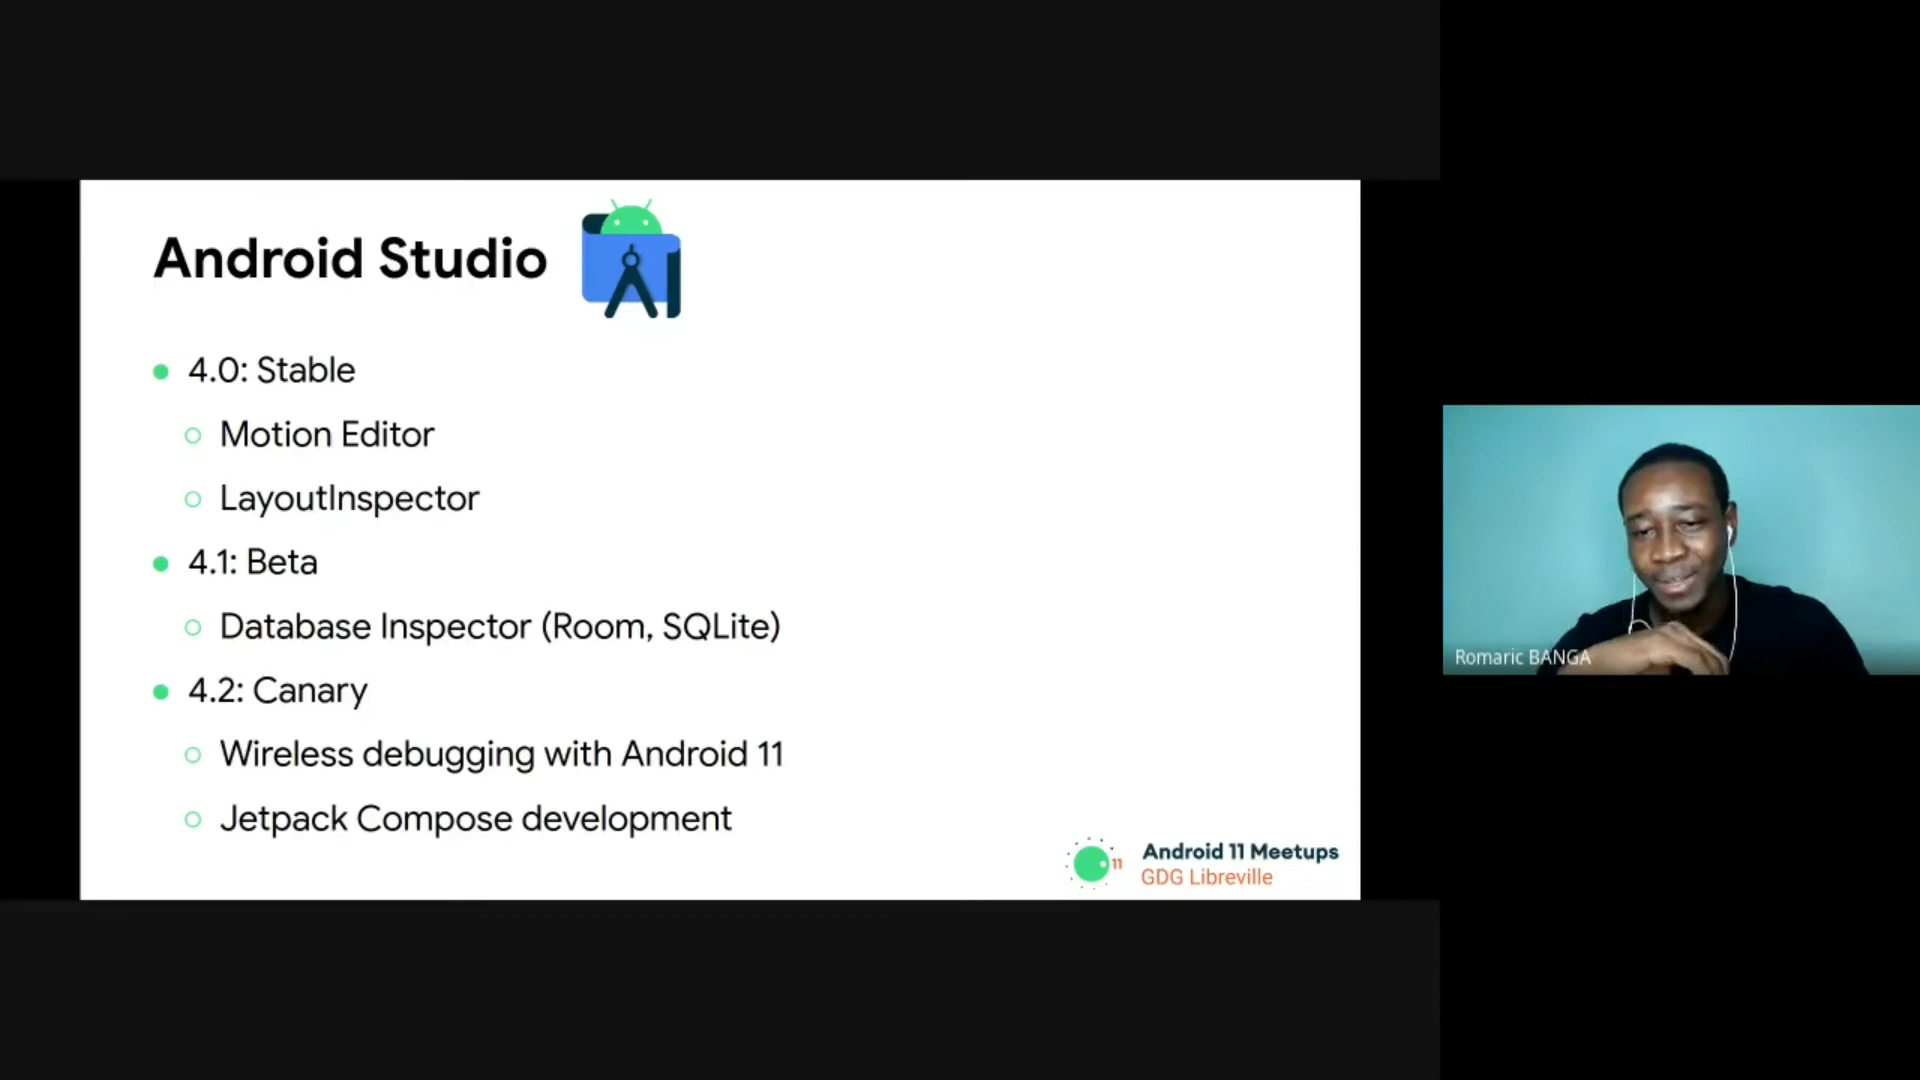 Android Studio
4.0: Stable
Motion Editor
LayoutInspector
4.1: Beta
Database Inspector (Room, SQLite)
4.2: Canary
Wireless debugging with Android 11
Jetpack Compose development
11
Android 11 Meetups
GDG Libreville
Romaric BANGA